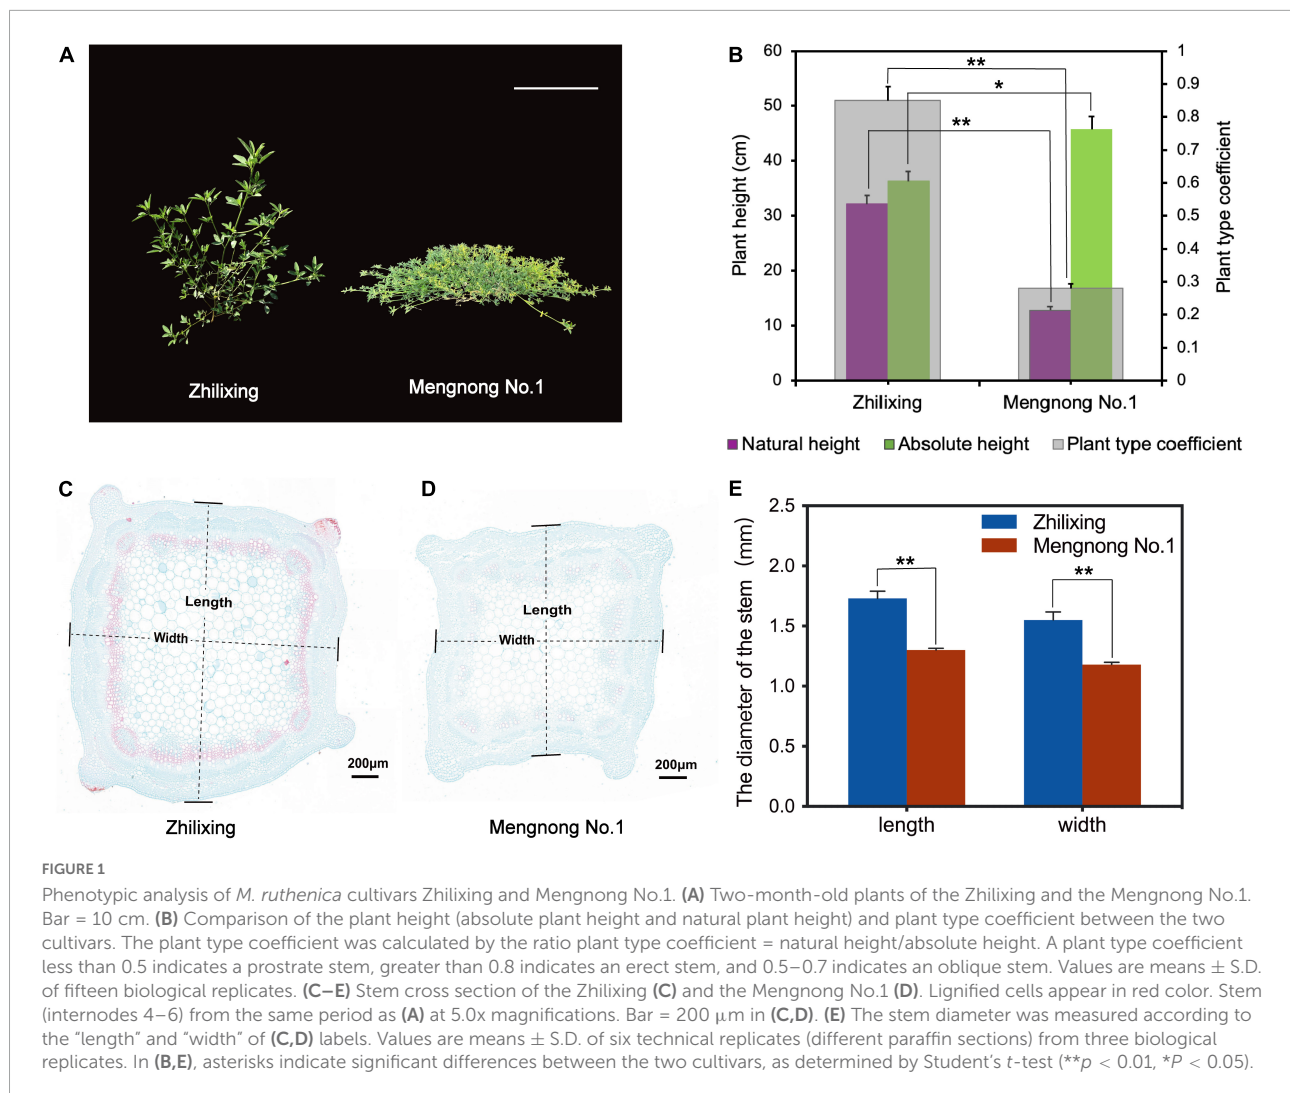 A
Zhilixing
Mengnong No.1
B
60
50
40
30
20
10
0
Plant height (cm)
**
*
**
1
0.9
0.8
0.7
0.6
0.5
0.4
0.3
0.2
0.1
0
Plant type coefficient
Zhilixing
Mengnong No.1
Natural height
Absolute height
Plant type coefficient
C
Length
Width
200μm
Zhilixing
D
Length
Width
200μm
Mengnong No.1
E
2.5
2.0
1.5
1.0
0.5
0.0
The diameter of the stem (mm)
Zhilixing
Mengnong No.1
**
**
length
width
FIGURE 1
Phenotypic analysis of M. ruthenica cultivars Zhilixing and Mengnong No.1. (A) Two-month-old plants of the Zhilixing and the Mengnong No.1.
Bar = 10 cm. (B) Comparison of the plant height (absolute plant height and natural plant height) and plant type coefficient between the two
cultivars. The plant type coefficient was calculated by the ratio plant type coefficient = natural height/absolute height. A plant type coefficient
less than 0.5 indicates a prostrate stem, greater than 0.8 indicates an erect stem, and 0.5–0.7 indicates an oblique stem. Values are means ± S.D.
of fifteen biological replicates. (C–E) Stem cross section of the Zhilixing (C) and the Mengnong No.1 (D). Lignified cells appear in red color. Stem
(internodes 4–6) from the same period as (A) at 5.0x magnifications. Bar = 200 μm in (C,D). (E) The stem diameter was measured according to
the "length" and "width" of (C,D) labels. Values are means ± S.D. of six technical replicates (different paraffin sections) from three biological
replicates. In (B,E), asterisks indicate significant differences between the two cultivars, as determined by Student's t-test (**p < 0.01, *P < 0.05).